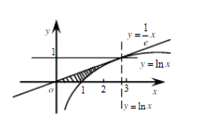 y
y = 1/e x
1
y = ln x
o
1
2
3
x
y = ln x